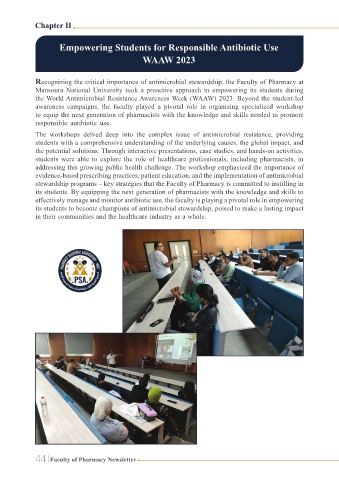 Chapter II
Empowering Students for Responsible Antibiotic Use
WAAW 2023
Recognizing the critical importance of antimicrobial stewardship, the Faculty of Pharmacy at
Mansoura National University took a proactive approach in empowering its students during
the World Antimicrobial Resistance Awareness Week (WAAW) 2023. Beyond the student-led
awareness campaigns, the faculty played a pivotal role in organizing specialized workshop
to equip the next generation of pharmacists with the knowledge and skills needed to promote
responsible antibiotic use.
The workshops delved deep into the complex issue of antimicrobial resistance, providing
students with a comprehensive understanding of the underlying causes, the global impact, and
the potential solutions. Through interactive presentations, case studies, and hands-on activities,
students were able to explore the role of healthcare professionals, including pharmacists, in
addressing this growing public health challenge. The workshop emphasized the importance of
evidence-based prescribing practices, patient education, and the implementation of antimicrobial
stewardship programs – key strategies that the Faculty of Pharmacy is committed to instilling in
its students. By equipping the next generation of pharmacists with the knowledge and skills to
effectively manage and monitor antibiotic use, the faculty is playing a pivotal role in empowering
its students to become champions of antimicrobial stewardship, poised to make a lasting impact
in their communities and the healthcare industry as a whole.
PSA
44 Faculty of Pharmacy Newsletter